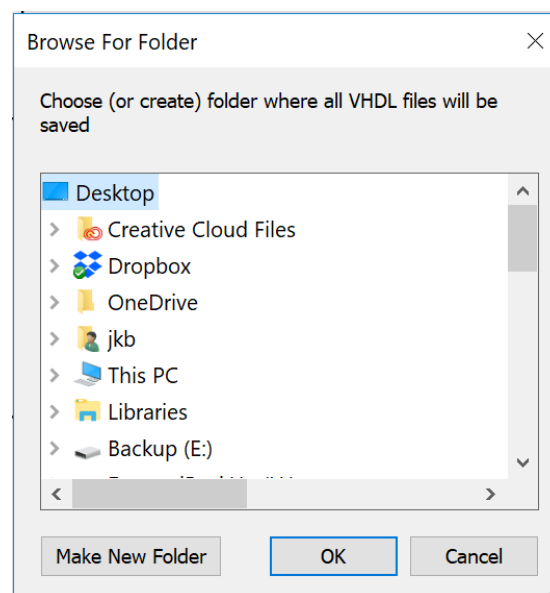 Browse For Folder
Choose (or create) folder where all VHDL files will be
saved
Desktop
Creative Cloud Files
Dropbox
OneDrive
jkb
This PC
Libraries
Backup (E:)
Make New Folder
OK
Cancel